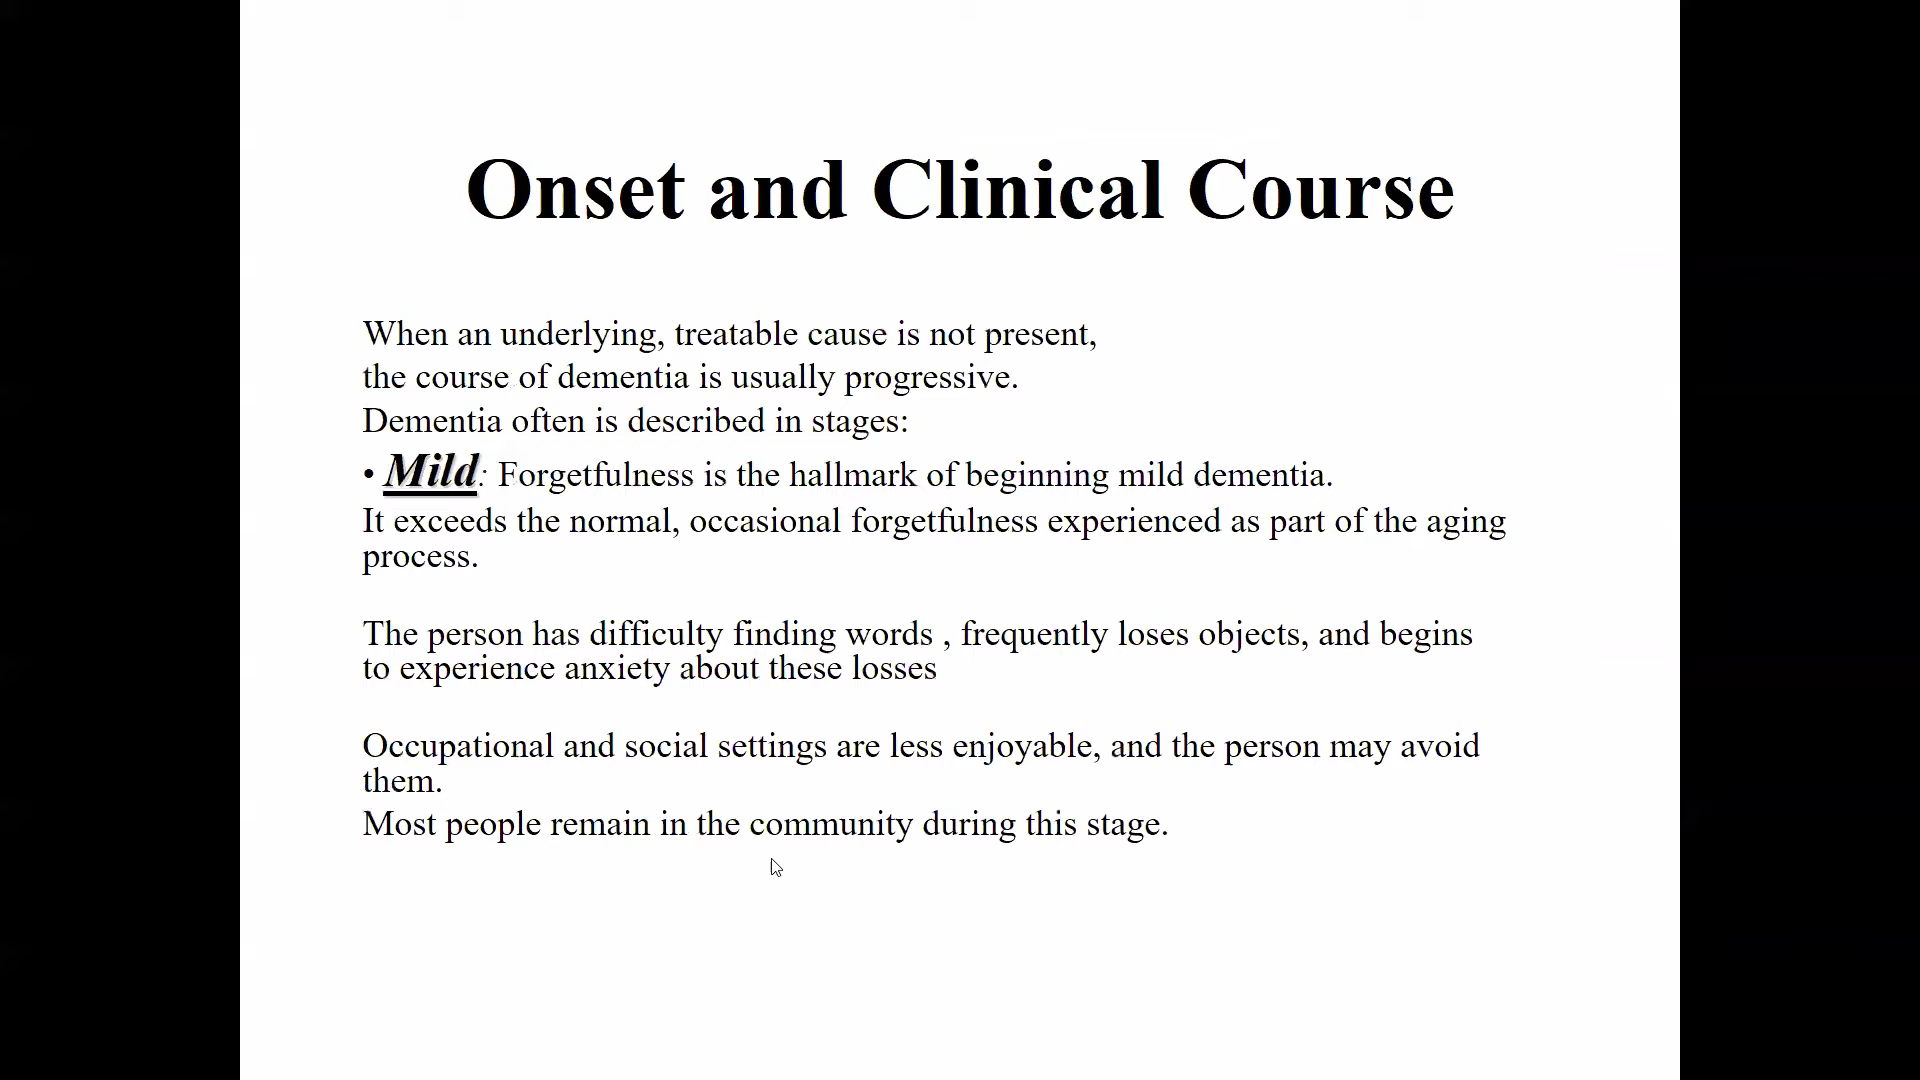 Onset and Clinical Course
When an underlying, treatable cause is not present,
the course of dementia is usually progressive.
Dementia often is described in stages:
• Mild: Forgetfulness is the hallmark of beginning mild dementia.
It exceeds the normal, occasional forgetfulness experienced as part of the aging
process.
The person has difficulty finding words , frequently loses objects, and begins
to experience anxiety about these losses
Occupational and social settings are less enjoyable, and the person may avoid
them.
Most people remain in the community during this stage.